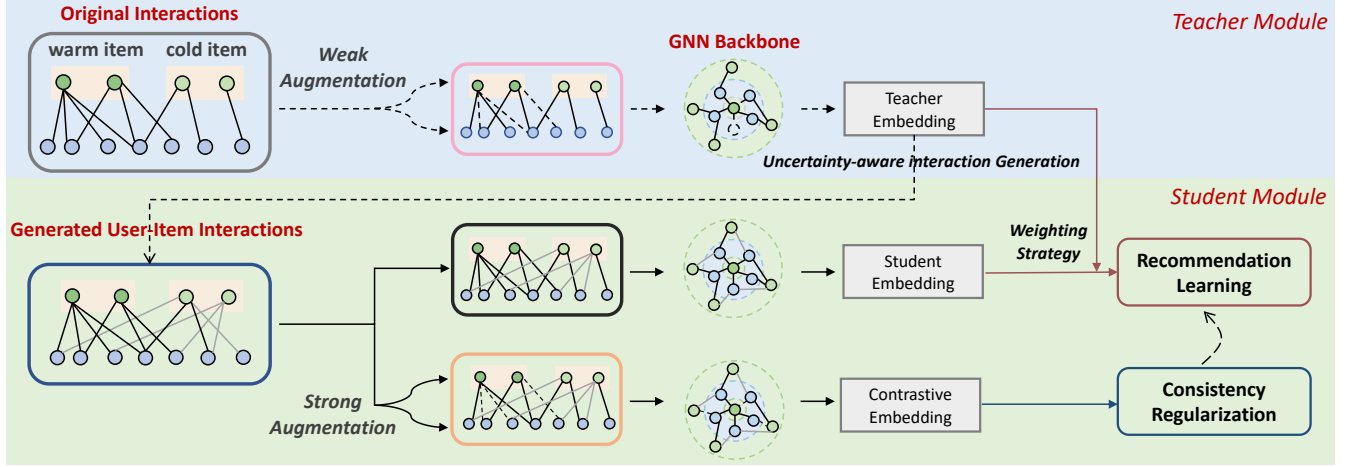 Original Interactions
Teacher Module
warm item cold item
Weak
Augmentation
GNN Backbone
Teacher
Embedding
Uncertainty-aware interaction Generation
Student Module
Generated User-Item Interactions
Weighting
Strategy
Student
Embedding
Recommendation
Learning
Strong
Augmentation
Contrastive
Embedding
Consistency
Regularization